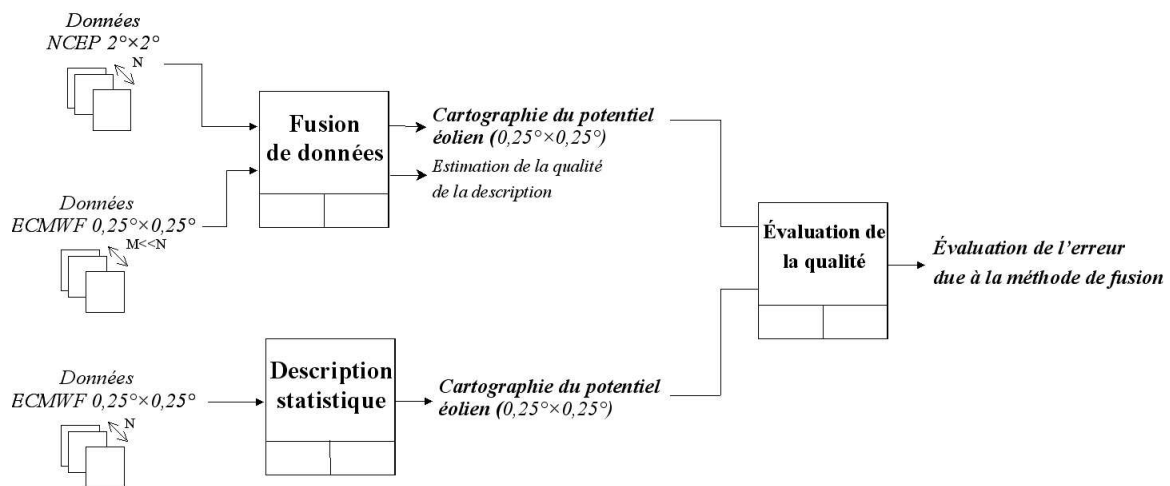 Données
NCEP 2°×2°
N
Fusion
de données
Cartographie du potentiel
éolien (0,25°×0,25°)
Estimation de la qualité
de la description
Données
ECMWF 0,25°×0,25°
M<<N
Évaluation de
la qualité
Évaluation de l'erreur
due à la méthode de fusion
Données
ECMWF 0,25°×0,25°
N
Description
statistique
Cartographie du potentiel
éolien (0,25°×0,25°)